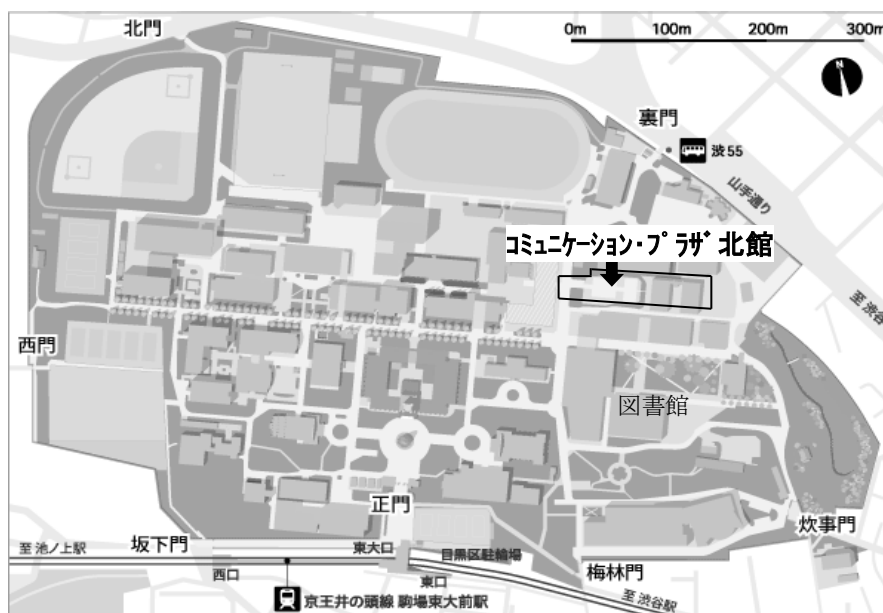 北門
0m 100m 200m 300m
N
裏門
渋55
山手通り
コミュニケーション・プラザ北館
至 渋谷
西門
図書館
正門
炊事門
坂下門
至 池ノ上駅
東大口
目黒区駐輪場
西口
東口
梅林門
至 渋谷駅
京王井の頭線 駒場東大前駅